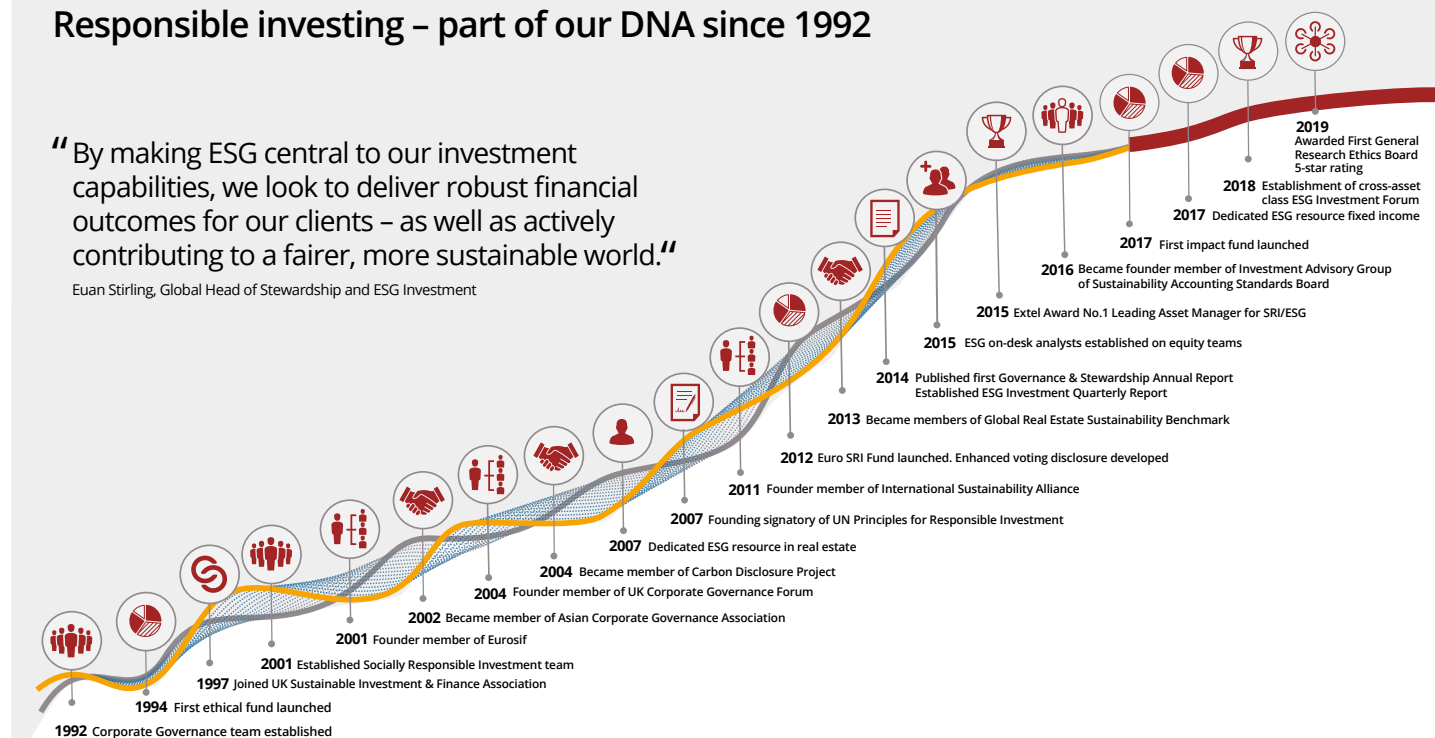 Responsible investing – part of our DNA since 1992
“By making ESG central to our investment
capabilities, we look to deliver robust financial
outcomes for our clients – as well as actively
contributing to a fairer, more sustainable world.“
Euan Stirling, Global Head of Stewardship and ESG Investment
2019
Awarded First General
Research Ethics Board
5-star rating
2018 Establishment of cross-asset
class ESG Investment Forum
2017 Dedicated ESG resource fixed income
2017 First impact fund launched
2016 Became founder member of Investment Advisory Group
of Sustainability Accounting Standards Board
2015 Extel Award No.1 Leading Asset Manager for SRI/ESG
2015 ESG on-desk analysts established on equity teams
2014 Published first Governance & Stewardship Annual Report
Established ESG Investment Quarterly Report
2013 Became members of Global Real Estate Sustainability Benchmark
2012 Euro SRI Fund launched. Enhanced voting disclosure developed
2011 Founder member of International Sustainability Alliance
2007 Founding signatory of UN Principles for Responsible Investment
2007 Dedicated ESG resource in real estate
2004 Became member of Carbon Disclosure Project
2004 Founder member of UK Corporate Governance Forum
2002 Became member of Asian Corporate Governance Association
2001 Founder member of Eurosif
2001 Established Socially Responsible Investment team
1997 Joined UK Sustainable Investment & Finance Association
1994 First ethical fund launched
1992 Corporate Governance team established